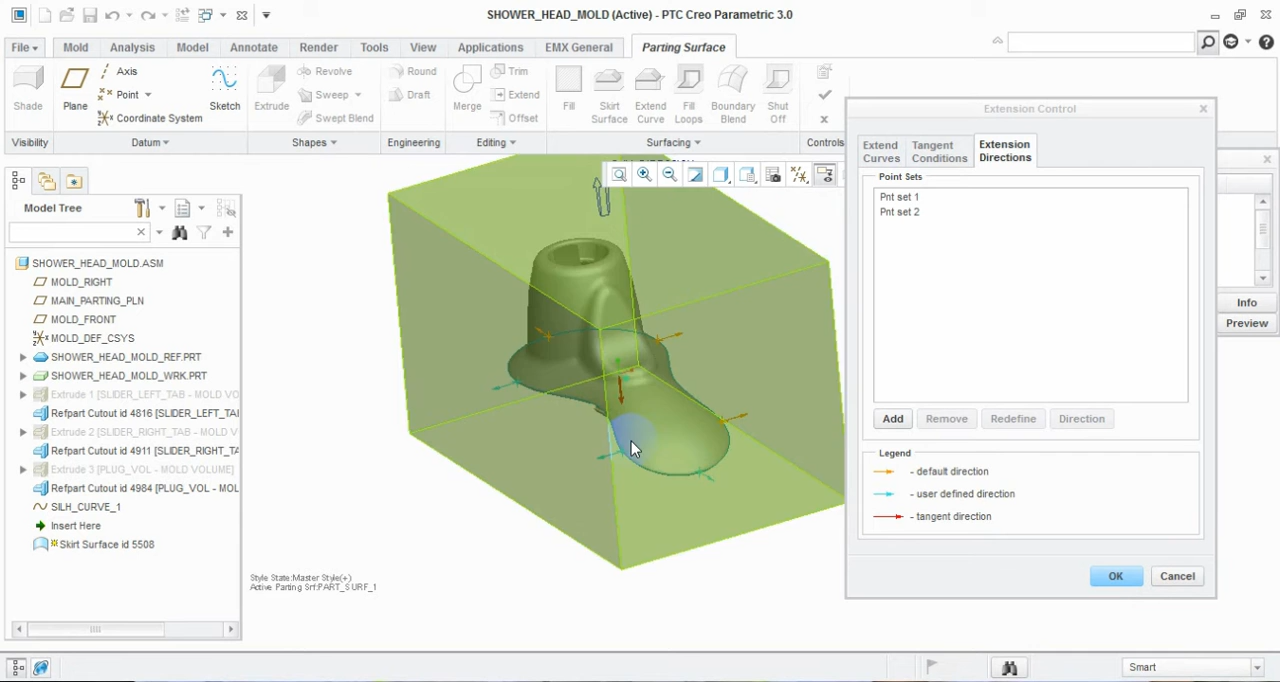 SHOWER_HEAD_MOLD (Active) - PTC Creo Parametric 3.0
File Mold Analysis Model Annotate Render Tools View Applications EMX General Parting Surface
Shade
Plane
Axis
Point
Coordinate System
Sketch
Extrude
Revolve
Sweep
Swept Blend
Round
Draft
Merge
Trim
Extend
Offset
Fill
Skirt Surface
Extend Curve
Fill Loops
Boundary Blend
Shut Off
Visibility Datum Shapes Engineering Editing Surfacing Controls
Model Tree
SHOWER_HEAD_MOLD.ASM
MOLD_RIGHT
MAIN_PARTING_PLN
MOLD_FRONT
MOLD_DEF_CSYS
SHOWER_HEAD_MOLD_REF.PRT
SHOWER_HEAD_MOLD_WRK.PRT
Extrude 1 [SLIDER_LEFT_TAB - MOLD VO
Refpart Cutout id 4816 [SLIDER_LEFT_TA
Extrude 2 [SLIDER_RIGHT_TAB - MOLD V
Refpart Cutout id 4911 [SLIDER_RIGHT_TA
Extrude 3 [PLUG_VOL - MOLD VOLUME]
Refpart Cutout id 4984 [PLUG_VOL - MOL
SILH_CURVE_1
Insert Here
Skirt Surface id 5508
Style State:Master Style(+)
Active Parting Srf:PART_SURF_1
Extension Control
Extend Curves
Tangent Conditions
Extension Directions
Point Sets
Pnt set 1
Pnt set 2
Add Remove Redefine Direction
Legend
- default direction
- user defined direction
- tangent direction
OK Cancel
Info
Preview
Smart